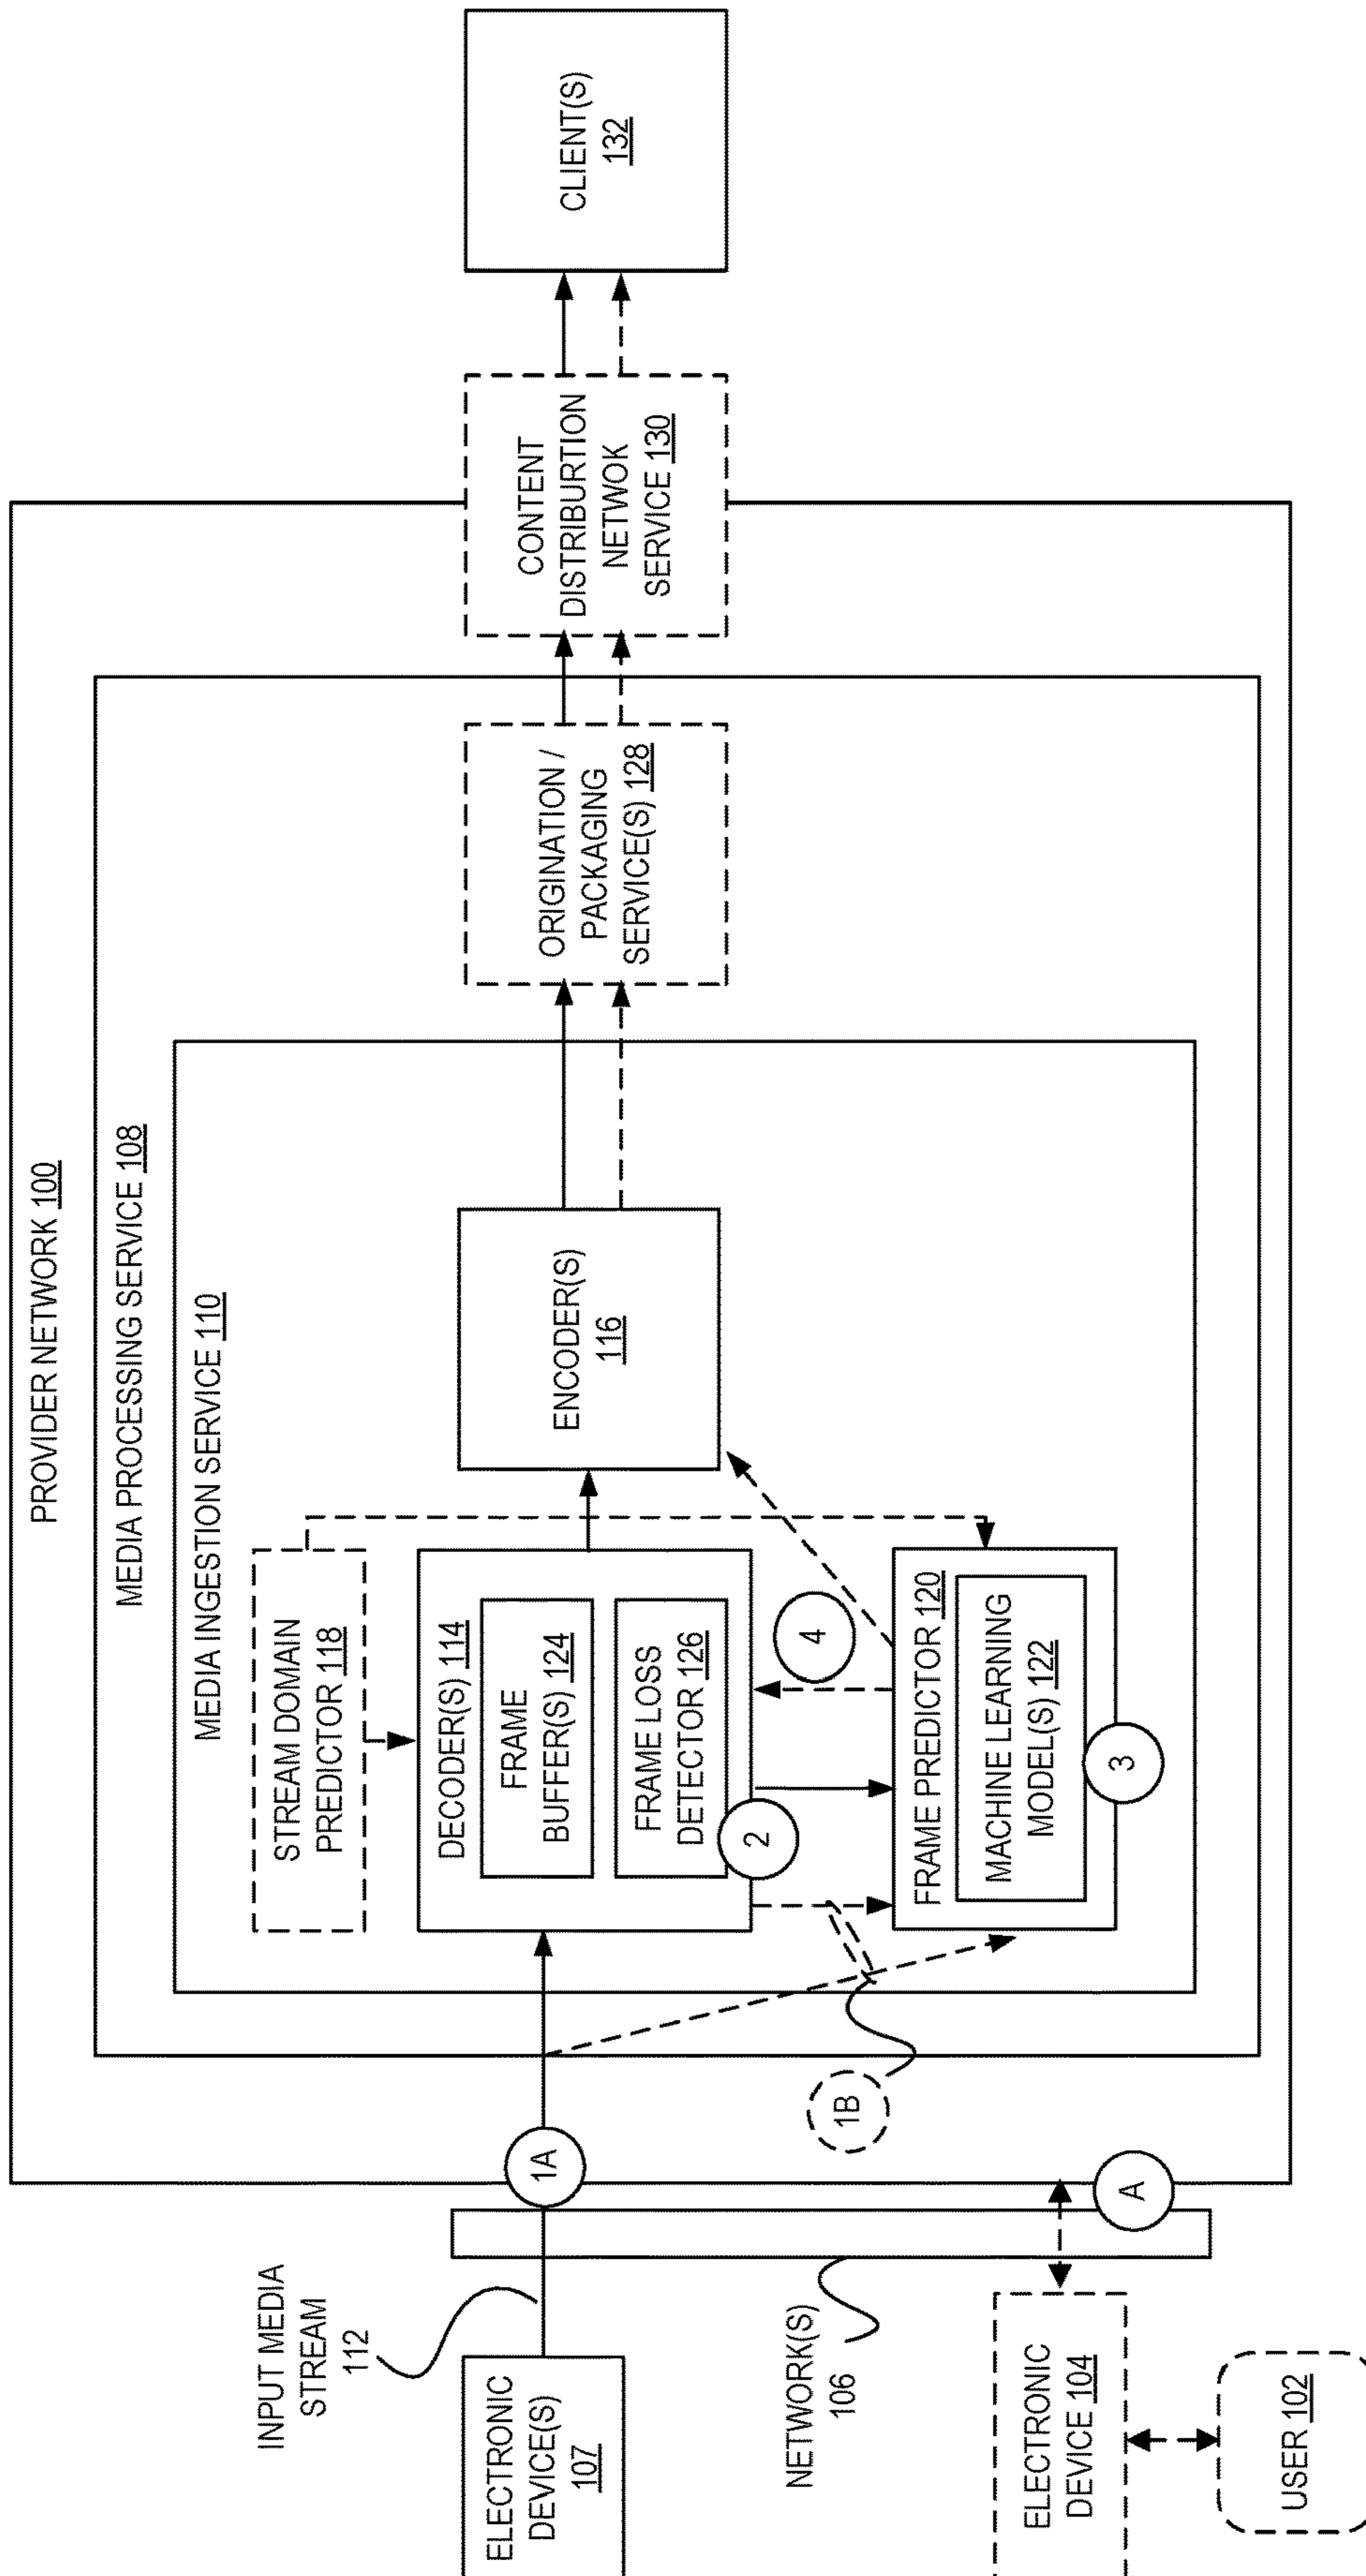 PROVIDER NETWORK 100
MEDIA PROCESSING SERVICE 108
MEDIA INGESTION SERVICE 110
STREAM DOMAIN
PREDICTOR 118
INPUT MEDIA
STREAM
112
ELECTRONIC
DEVICE(S)
107
1A
DECODER(S) 114
FRAME
BUFFER(S) 124
FRAME LOSS
DETECTOR 126
2
ENCODER(S)
116
ORIGINATION /
PACKAGING
SERVICE(S) 128
CONTENT
DISTRIBURTION
NETWOK
SERVICE 130
CLIENT(S)
132
4
1B
FRAME PREDICTOR 120
MACHINE LEARNING
MODEL(S) 122
3
NETWORK(S)
106
A
ELECTRONIC
DEVICE 104
USER 102